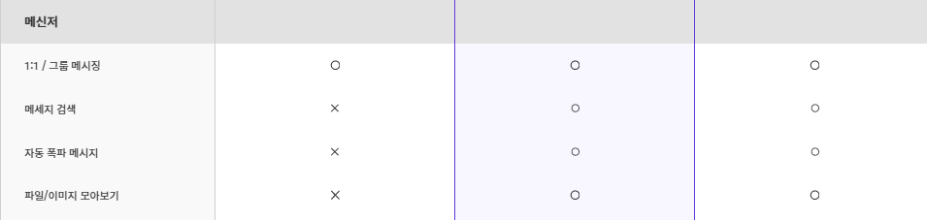 메신저
1:1 / 그룹 메시징 ○ ○ ○
메세지 검색 × ○ ○
자동 폭파 메시지 × ○ ○
파일/이미지 모아보기 × ○ ○